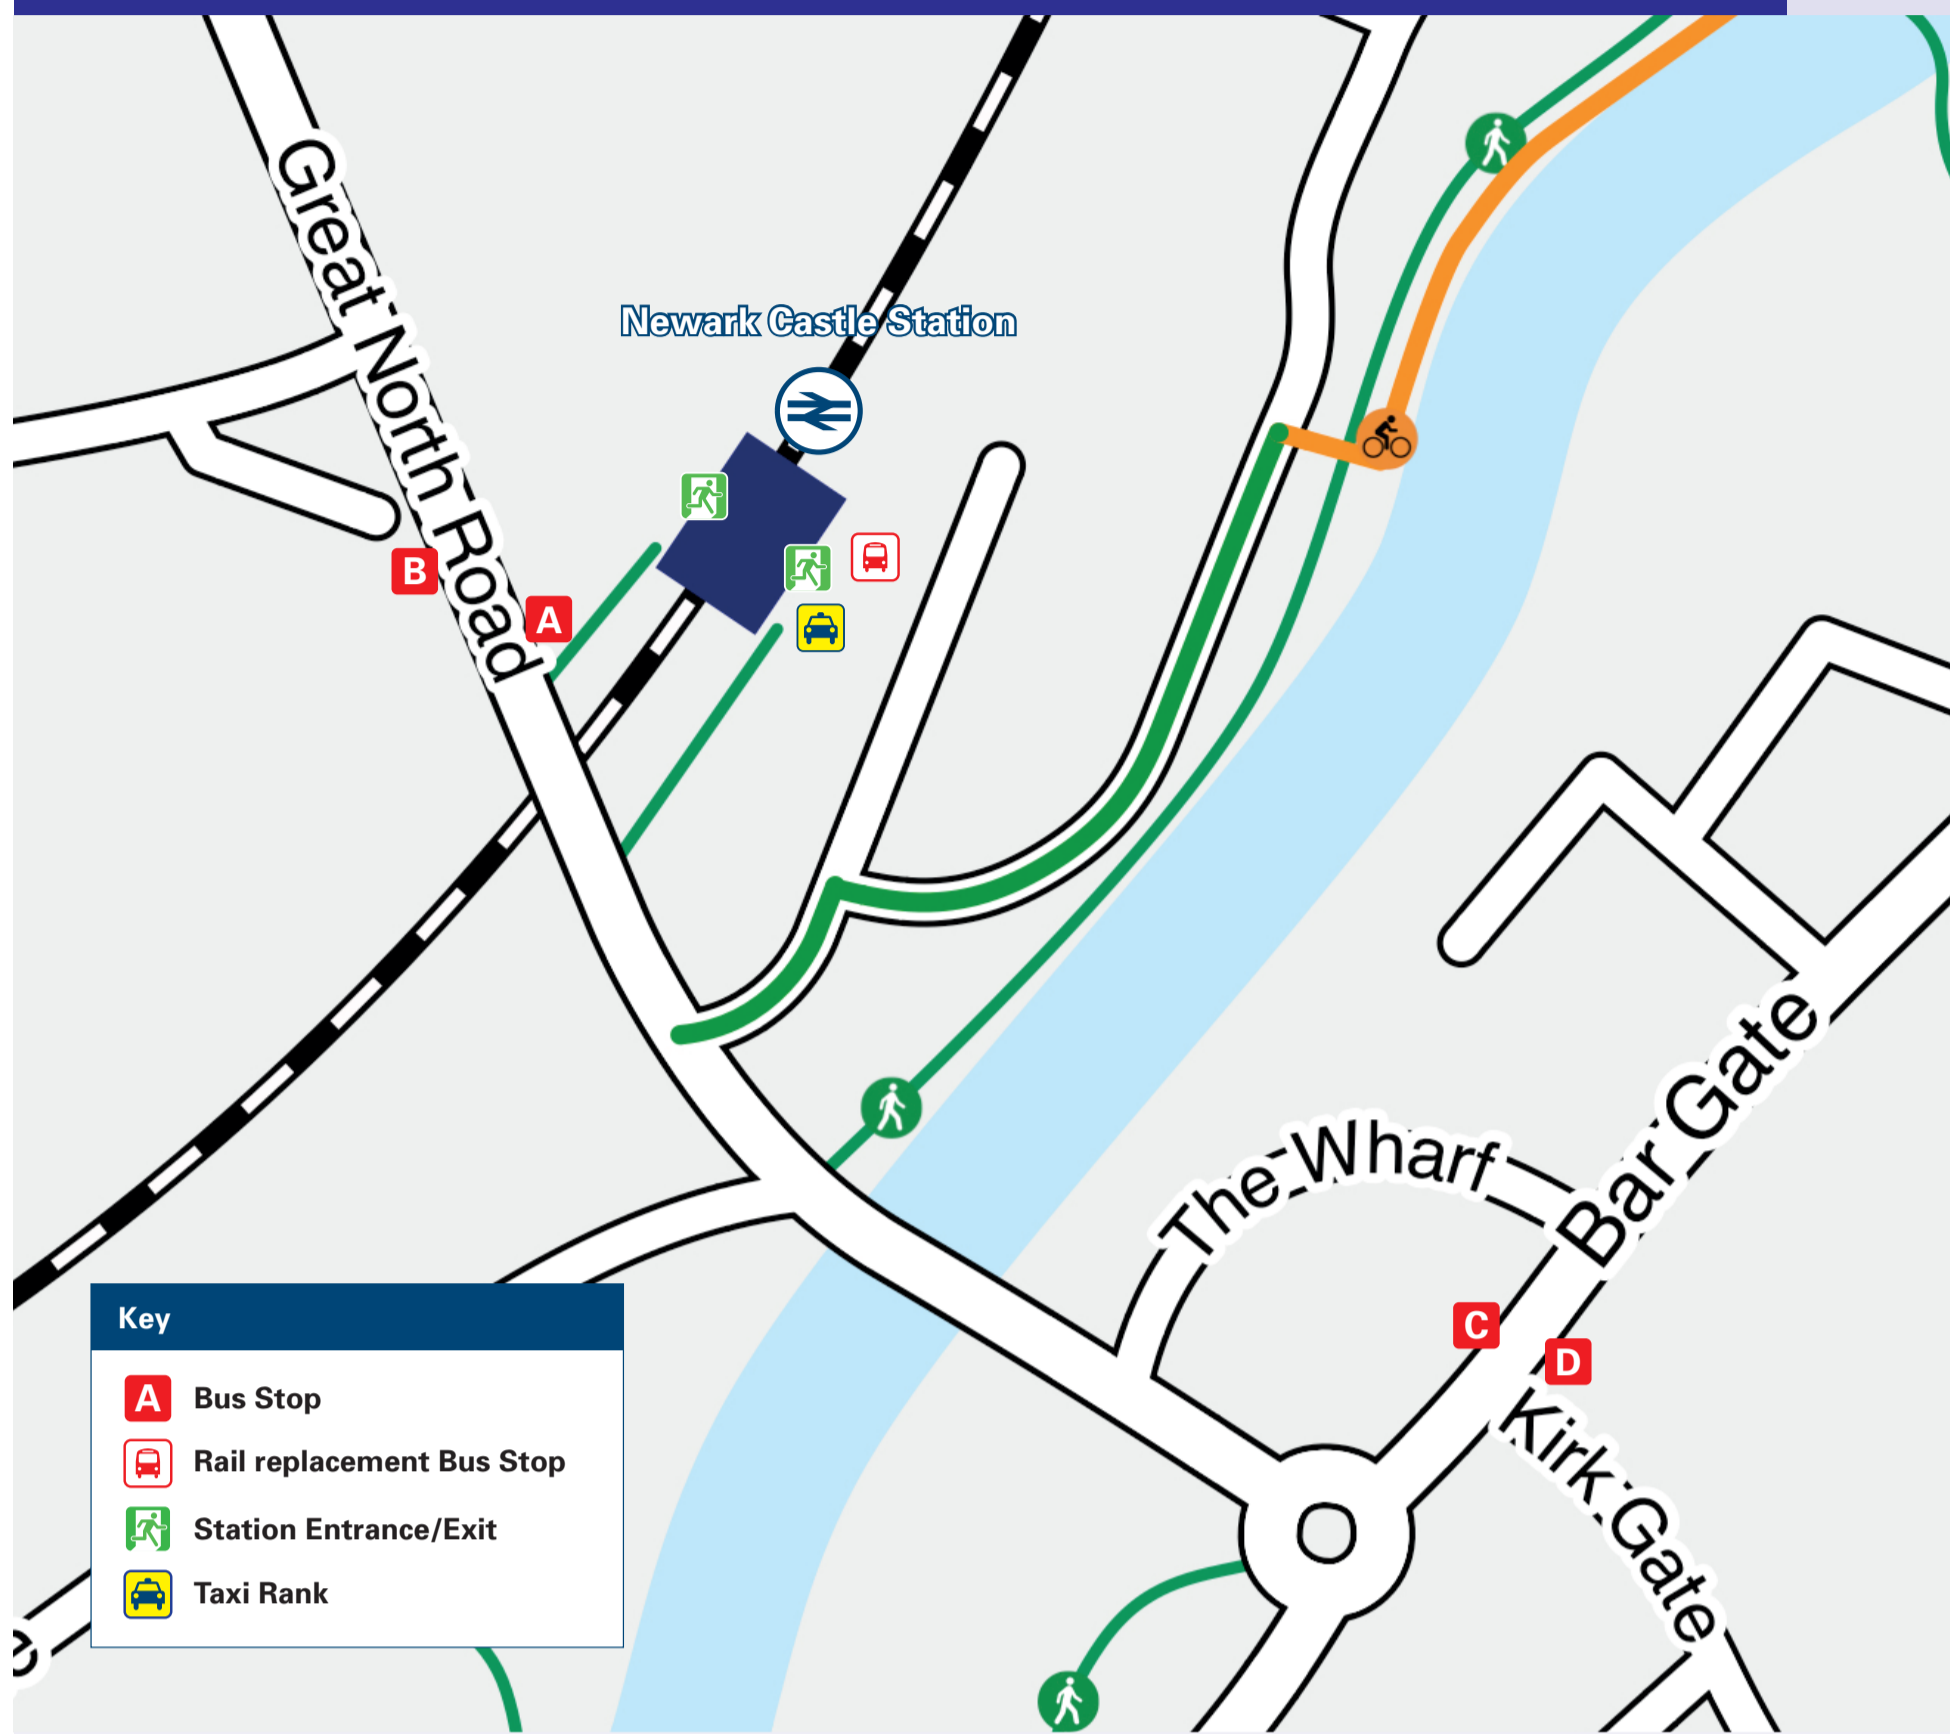 Great North Road
Newark Castle Station
B
A
Bar Gate
The Wharf
C
D
Kirk Gate
Key
A Bus Stop
Rail replacement Bus Stop
Station Entrance/Exit
Taxi Rank
e